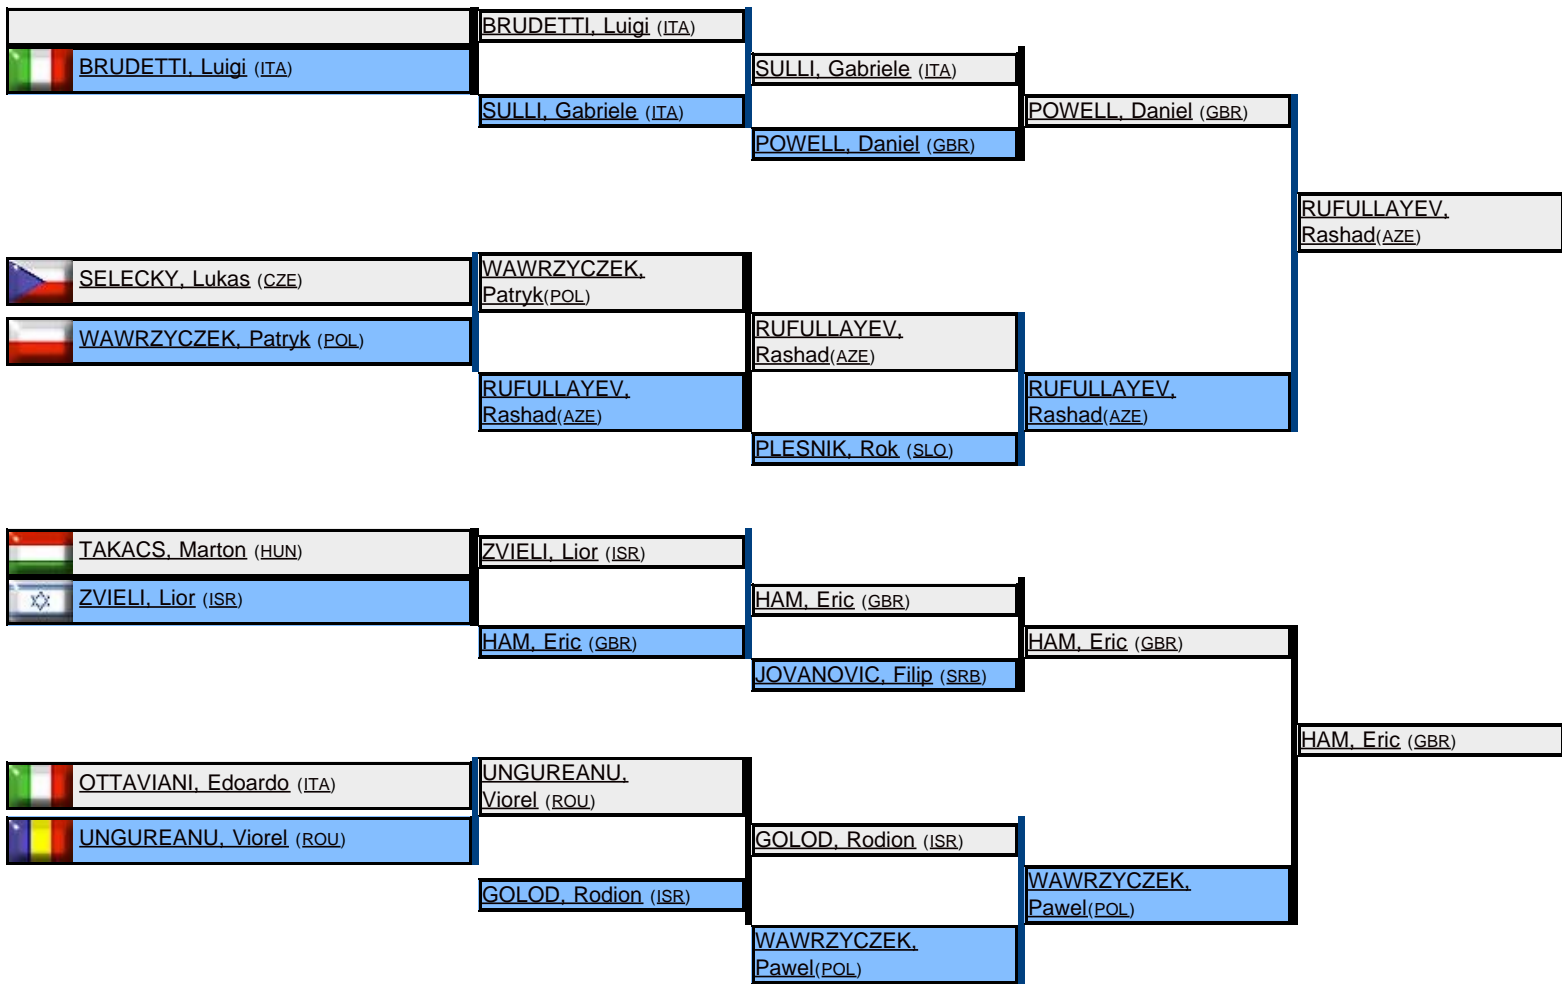 BRUDETTI, Luigi (ITA)
BRUDETTI, Luigi (ITA)
SULLI, Gabriele (ITA)
SULLI, Gabriele (ITA)
POWELL, Daniel (GBR)
POWELL, Daniel (GBR)
RUFULLAYEV,
Rashad(AZE)
SELECKY, Lukas (CZE)
WAWRZYCZEK, Patryk (POL)
WAWRZYCZEK,
Patryk(POL)
RUFULLAYEV,
Rashad(AZE)
RUFULLAYEV,
Rashad(AZE)
PLESNIK, Rok (SLO)
RUFULLAYEV,
Rashad(AZE)
TAKACS, Marton (HUN)
ZVIELI, Lior (ISR)
ZVIELI, Lior (ISR)
HAM, Eric (GBR)
HAM, Eric (GBR)
JOVANOVIC, Filip (SRB)
HAM, Eric (GBR)
HAM, Eric (GBR)
OTTAVIANI, Edoardo (ITA)
UNGUREANU, Viorel (ROU)
UNGUREANU,
Viorel (ROU)
GOLOD, Rodion (ISR)
GOLOD, Rodion (ISR)
WAWRZYCZEK,
Pawel(POL)
WAWRZYCZEK,
Pawel(POL)